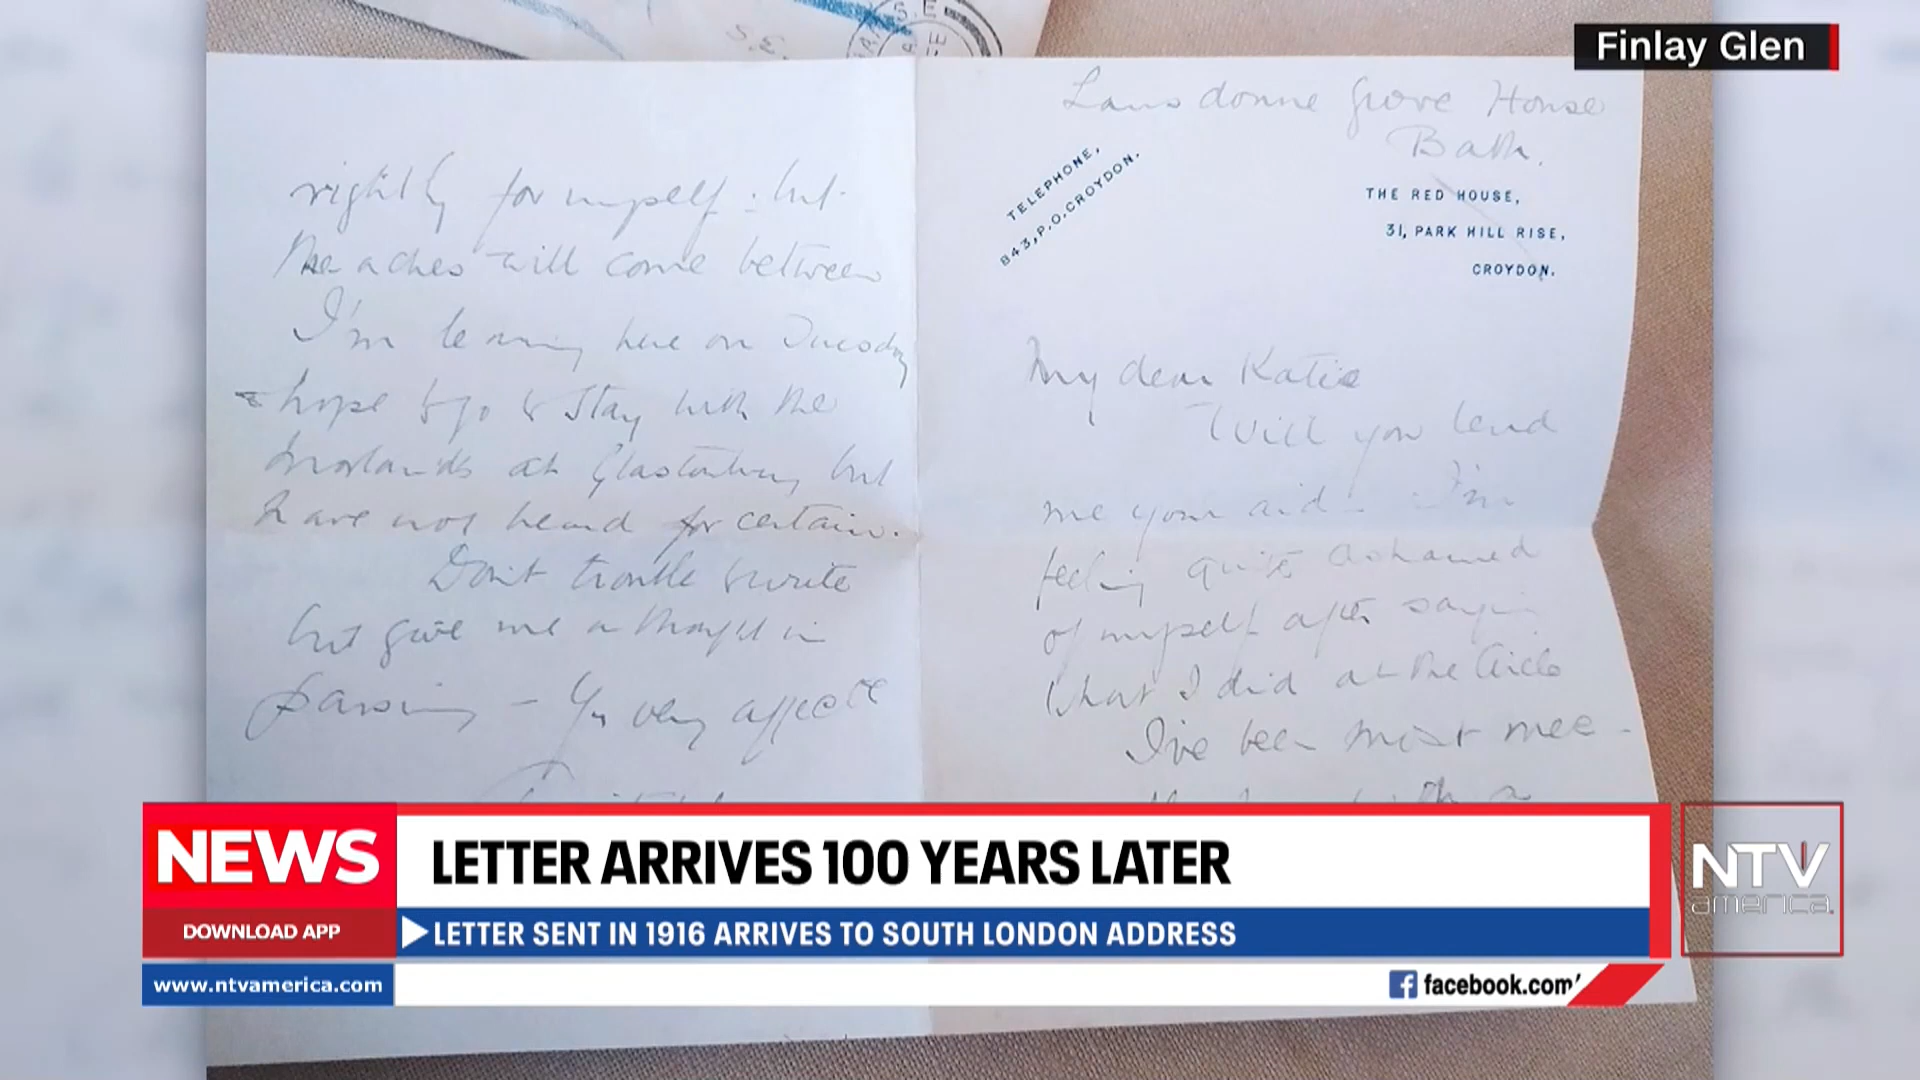 Finlay Glen
S.E
S.E.
Lansdowne Grove House
Bath.
TELEPHONE,
843, P.O. CROYDON.
THE RED HOUSE,
31, PARK HILL RISE,
CROYDON.
rightly for myself : but
the aches will come between
I'm leaving here on Tuesday
& hope to go & stay with the
at Glastonbury but
have not heard for certain.
Don't trouble to write
but give me a thought in
passing – Yr very affecte
My dear Katie
Will you lend
me your aid – I'm
feeling quite ashamed
of myself after saying
what I did at the Circle
I've been most
NEWS
LETTER ARRIVES 100 YEARS LATER
DOWNLOAD APP
LETTER SENT IN 1916 ARRIVES TO SOUTH LONDON ADDRESS
www.ntvamerica.com
facebook.com/
NTV
america